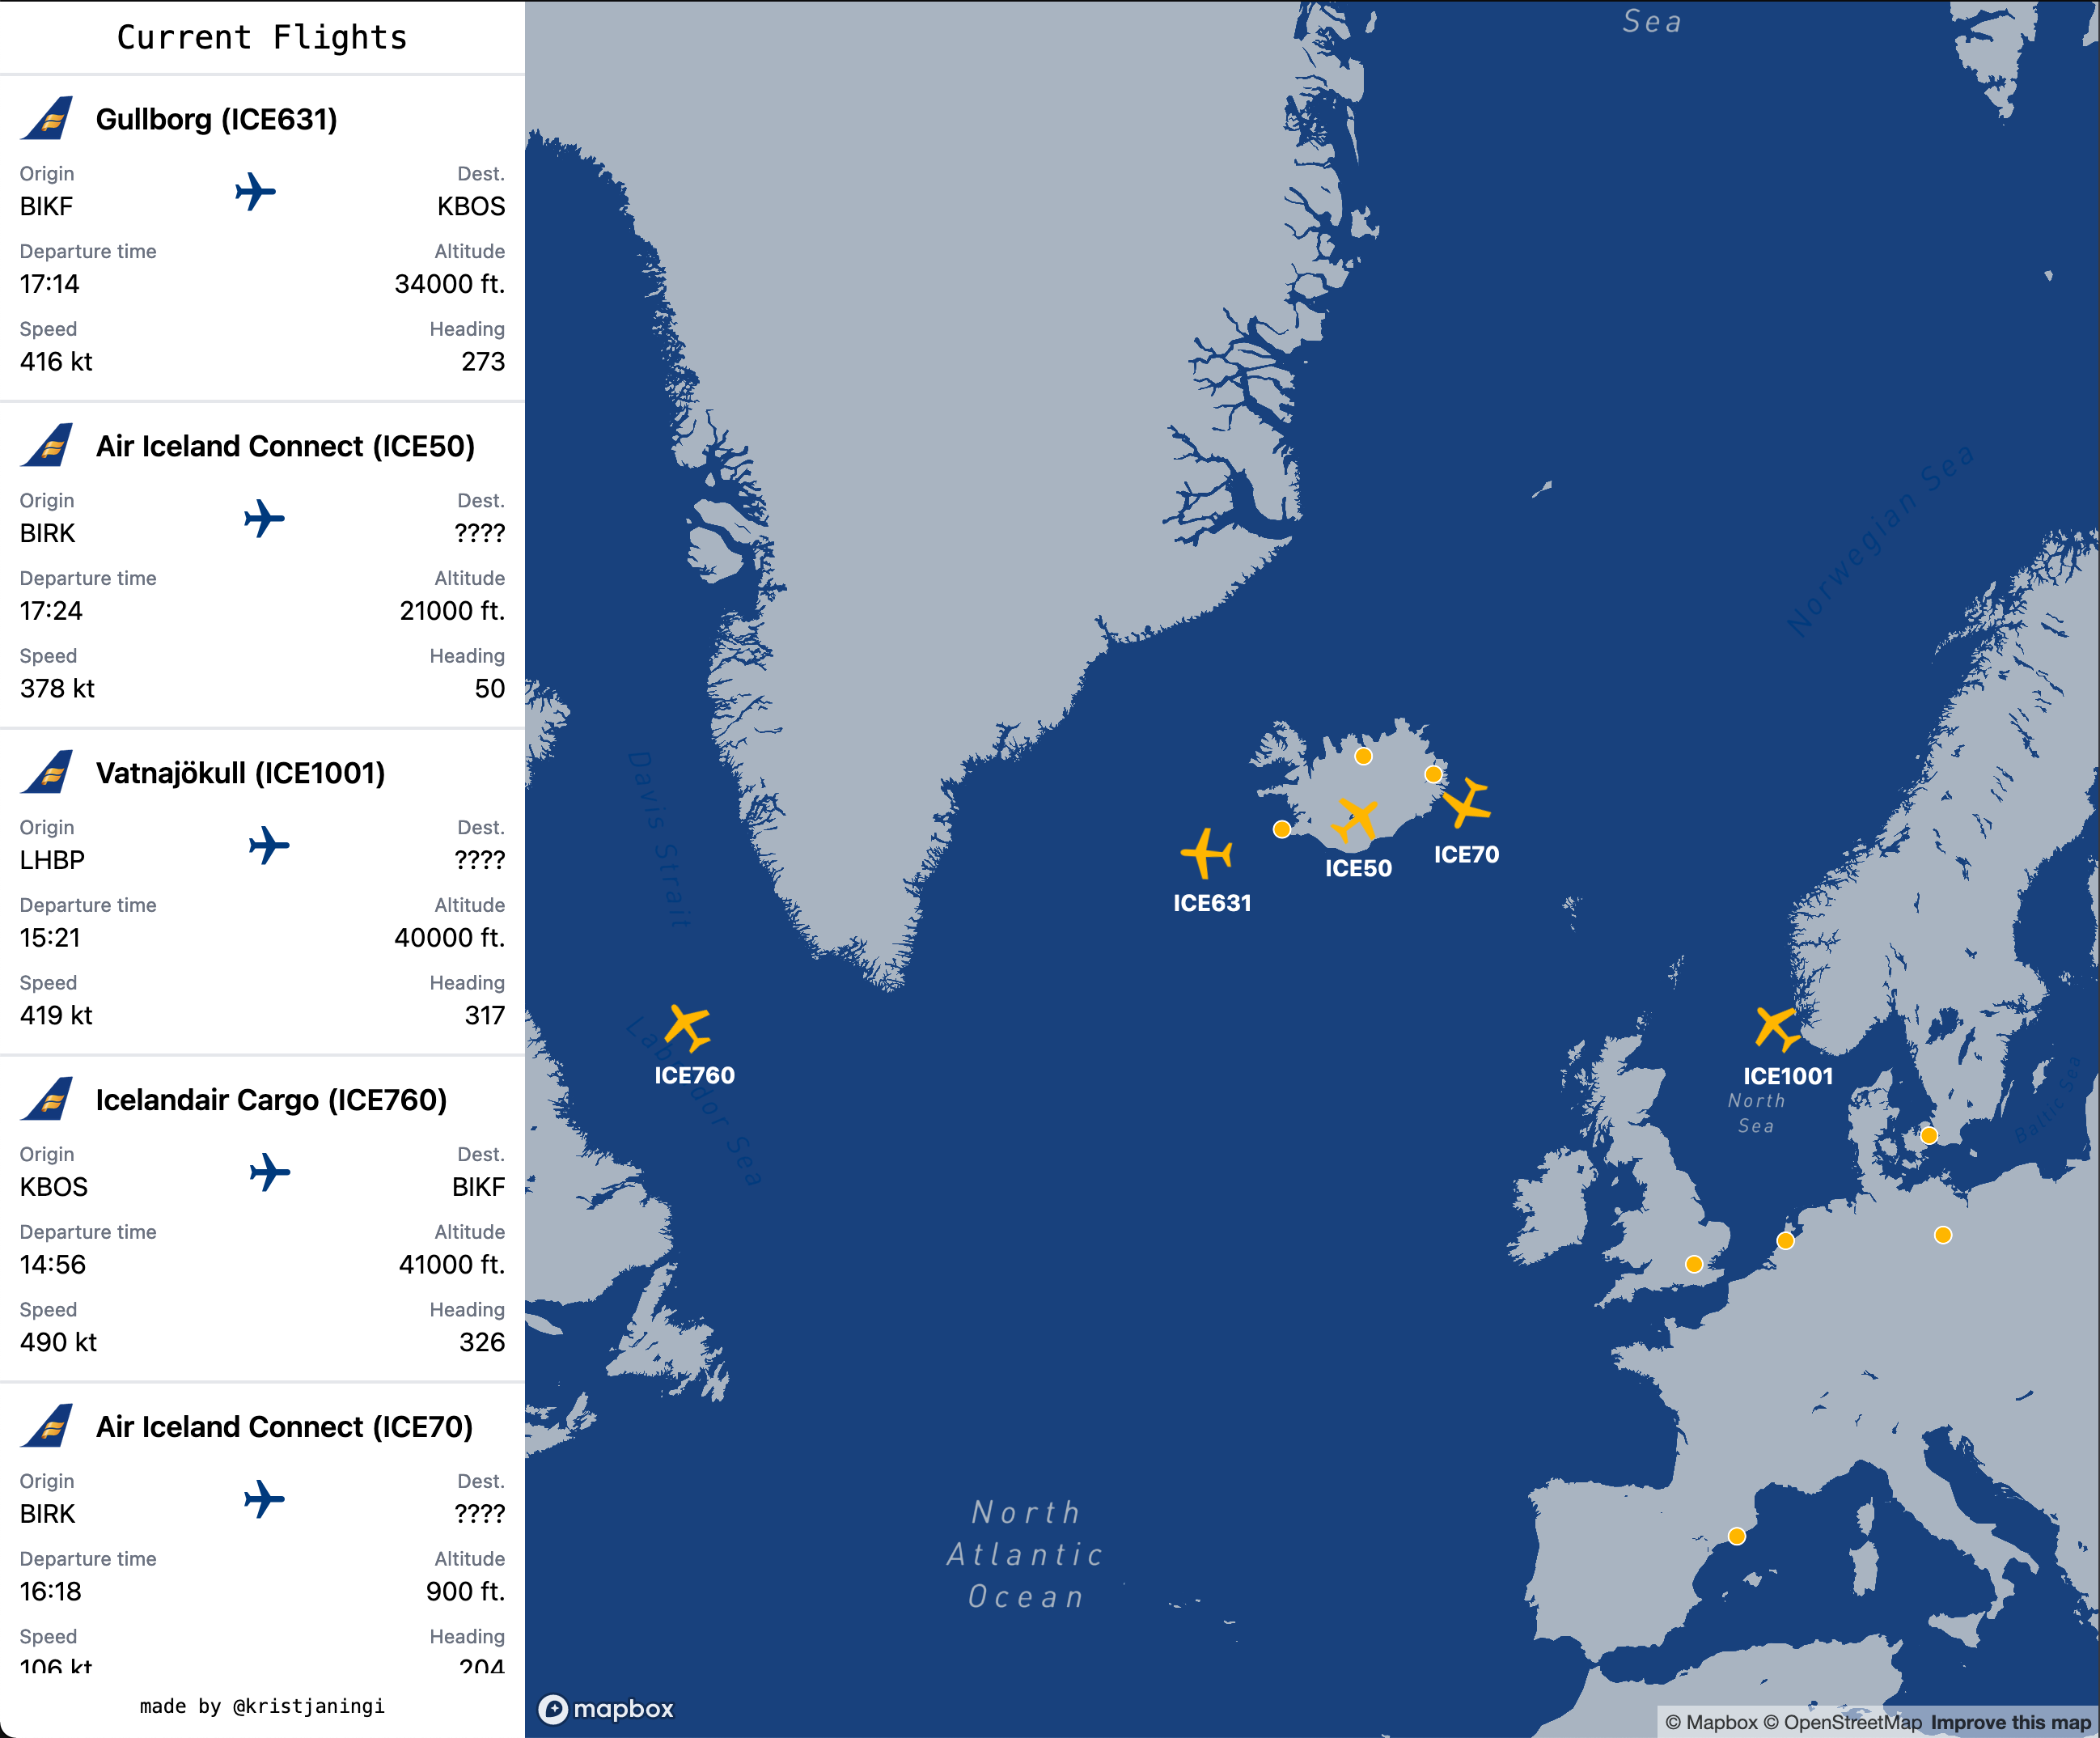 Current Flights
Gullborg (ICE631)
Origin Dest.
BIKF KBOS
Departure time Altitude
17:14 34000 ft.
Speed Heading
416 kt 273
Air Iceland Connect (ICE50)
Origin Dest.
BIRK ????
Departure time Altitude
17:24 21000 ft.
Speed Heading
378 kt 50
Vatnajökull (ICE1001)
Origin Dest.
LHBP ????
Departure time Altitude
15:21 40000 ft.
Speed Heading
419 kt 317
Icelandair Cargo (ICE760)
Origin Dest.
KBOS BIKF
Departure time Altitude
14:56 41000 ft.
Speed Heading
490 kt 326
Air Iceland Connect (ICE70)
Origin Dest.
BIRK ????
Departure time Altitude
16:18 900 ft.
Speed Heading
106 kt 204
made by @kristjaningi
Sea
Norwegian Sea
Davis Strait
ICE50
ICE70
ICE631
ICE760
Labrador Sea
ICE1001
North
Sea
Baltic Sea
North
Atlantic
Ocean
mapbox
© Mapbox © OpenStreetMap Improve this map